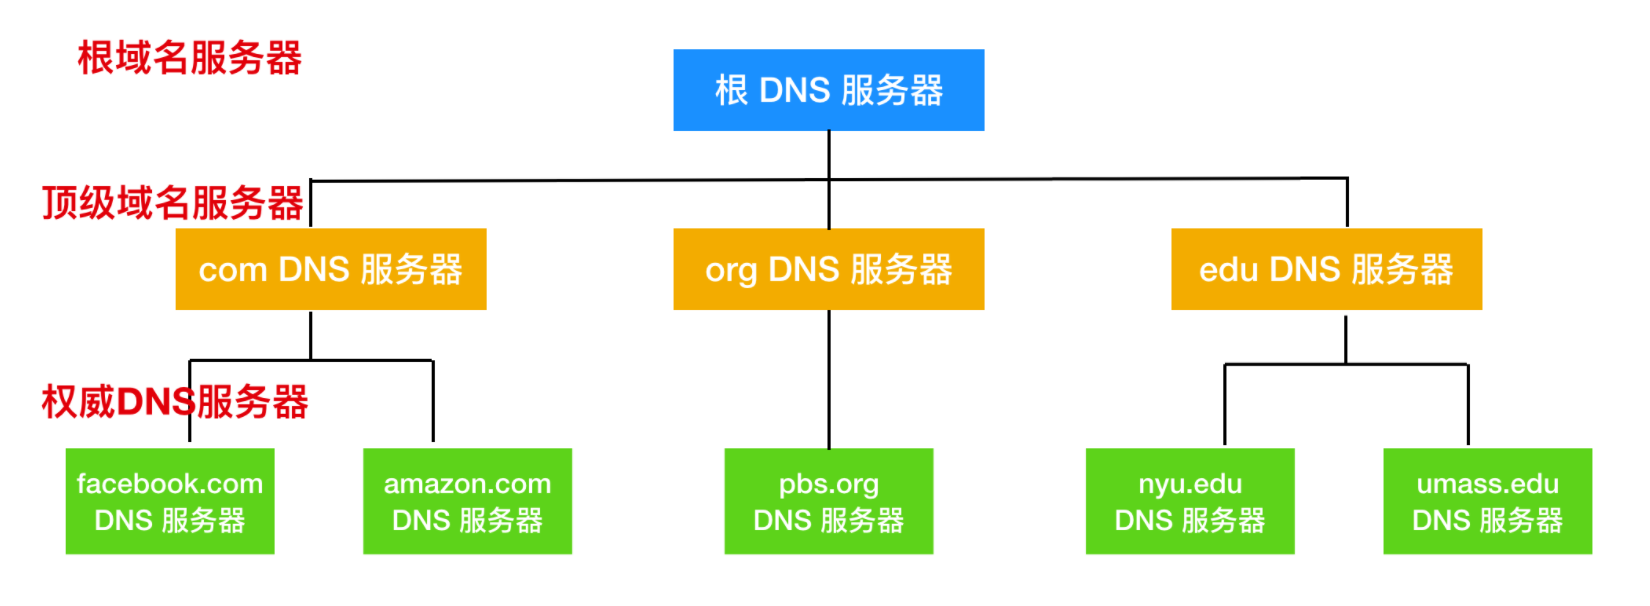 根域名服务器
根 DNS 服务器
顶级域名服务器
com DNS 服务器
org DNS 服务器
edu DNS 服务器
权威DNS服务器
facebook.com
DNS 服务器
amazon.com
DNS 服务器
pbs.org
DNS 服务器
nyu.edu
DNS 服务器
umass.edu
DNS 服务器